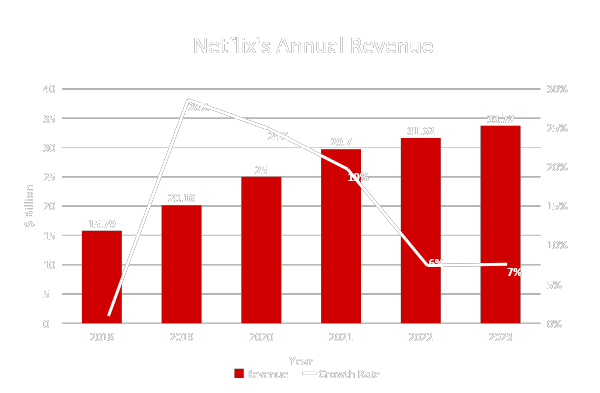 Netflix's Annual Revenue
40 30%
35 25%
30 20%
25 15%
20 10%
15 5%
10 0%
5
0
$ Billion
15.79 20.16 25 29.7 31.62 33.72
28% 25% 19% 6% 7%
2018 2019 2020 2021 2022 2023
Year
Revenue Growth Rate